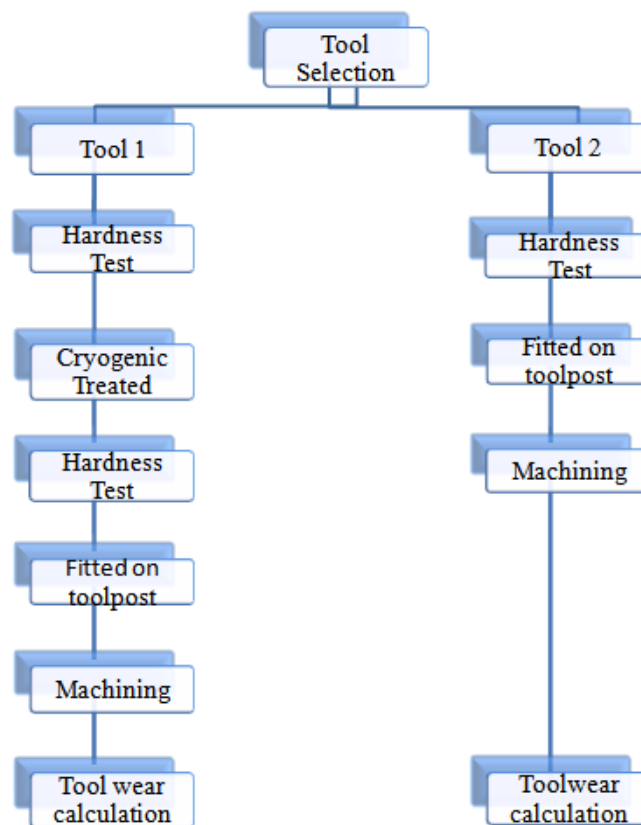 Tool
Selection
Tool 1
Hardness
Test
Cryogenic
Treated
Hardness
Test
Fitted on
toolpost
Machining
Tool wear
calculation
Tool 2
Hardness
Test
Fitted on
toolpost
Machining
Toolwear
calculation